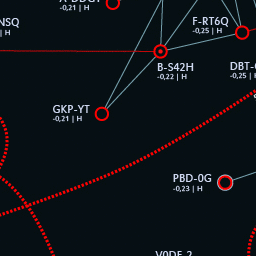 -0,21 | H
F-RT6Q
-0,25 | H
B-S42H
-0,22 | H
-0,25 |
GKP-YT
-0,21 | H
PBD-0G
-0,23 | H